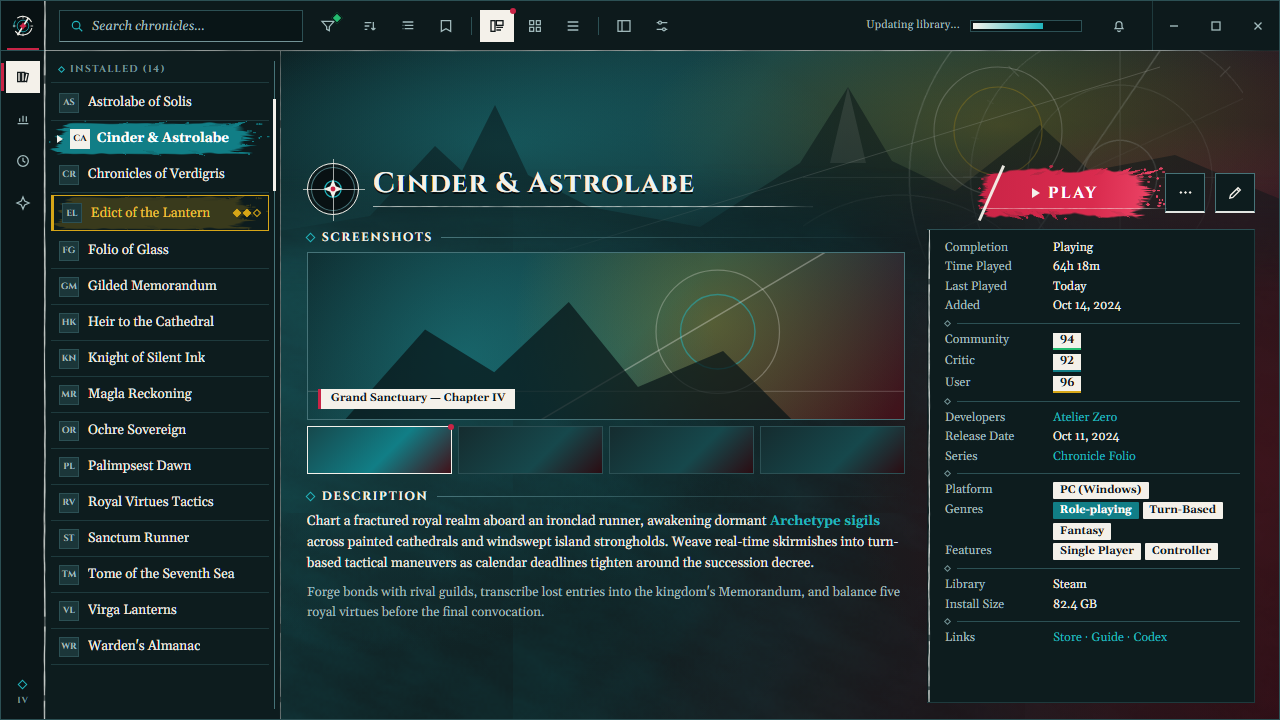 Search chronicles...
Updating library...
INSTALLED (14)
AS Astrolabe of Solis
CA Cinder & Astrolabe
CR Chronicles of Verdigris
EL Edict of the Lantern
FG Folio of Glass
GM Gilded Memorandum
HK Heir to the Cathedral
KN Knight of Silent Ink
MR Magla Reckoning
OR Ochre Sovereign
PL Palimpsest Dawn
RV Royal Virtues Tactics
ST Sanctum Runner
TM Tome of the Seventh Sea
VL Virga Lanterns
WR Warden's Almanac
IV
CINDER & ASTROLABE
PLAY
SCREENSHOTS
Grand Sanctuary — Chapter IV
DESCRIPTION
Chart a fractured royal realm aboard an ironclad runner, awakening dormant Archetype sigils
across painted cathedrals and windswept island strongholds. Weave real-time skirmishes into turn-
based tactical maneuvers as calendar deadlines tighten around the succession decree.
Forge bonds with rival guilds, transcribe lost entries into the kingdom's Memorandum, and balance five
royal virtues before the final convocation.
Completion Playing
Time Played 64h 18m
Last Played Today
Added Oct 14, 2024
Community 94
Critic 92
User 96
Developers Atelier Zero
Release Date Oct 11, 2024
Series Chronicle Folio
Platform PC (Windows)
Genres Role-playing Turn-Based
Fantasy
Features Single Player Controller
Library Steam
Install Size 82.4 GB
Links Store · Guide · Codex